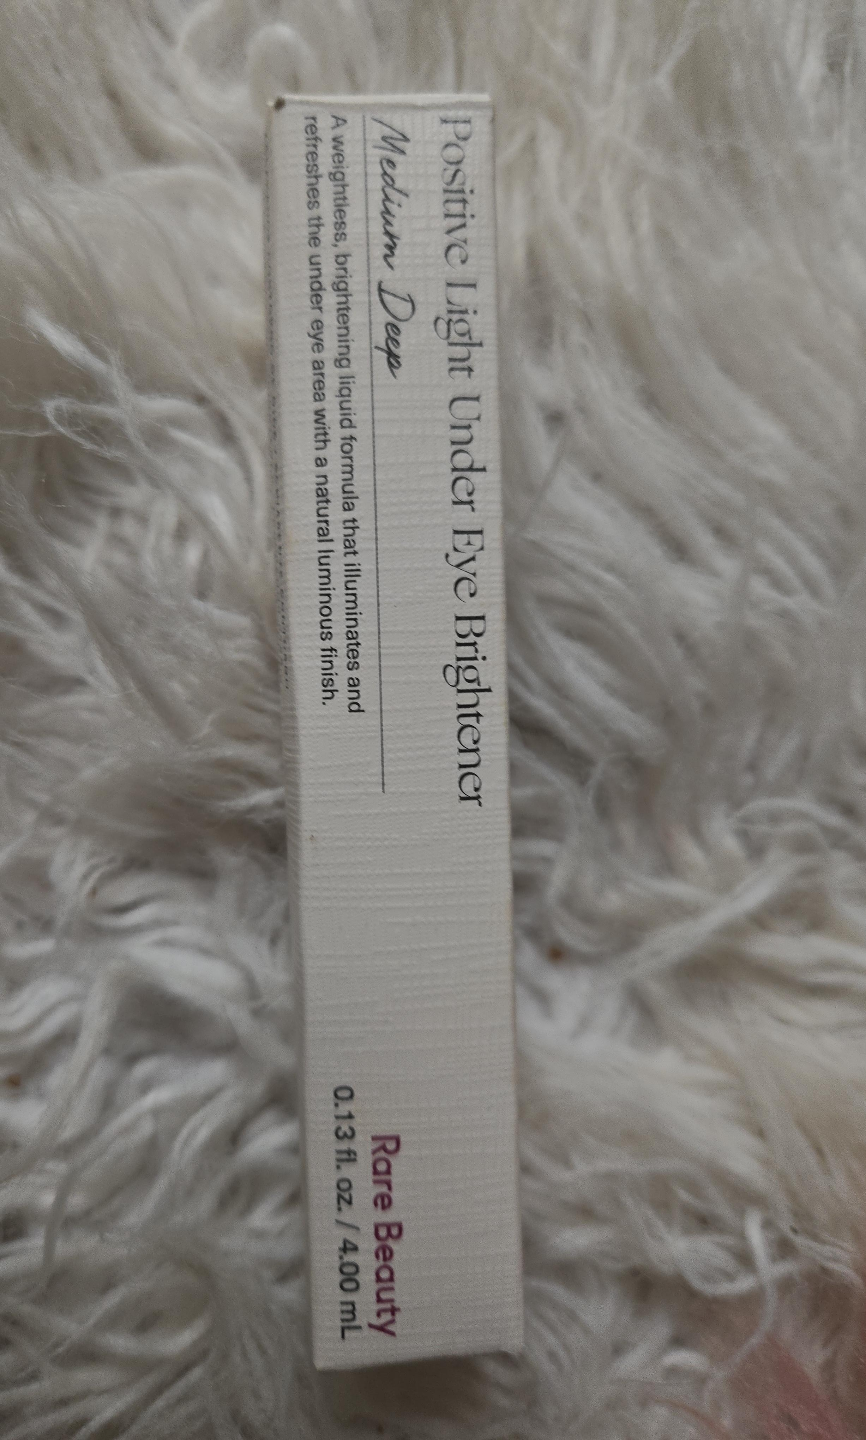 Positive Light Under Eye Brightener
Medium Deep
A weightless, brightening liquid formula that illuminates and
refreshes the under eye area with a natural luminous finish.
Rare Beauty
0.13 fl. oz. / 4.00 mL